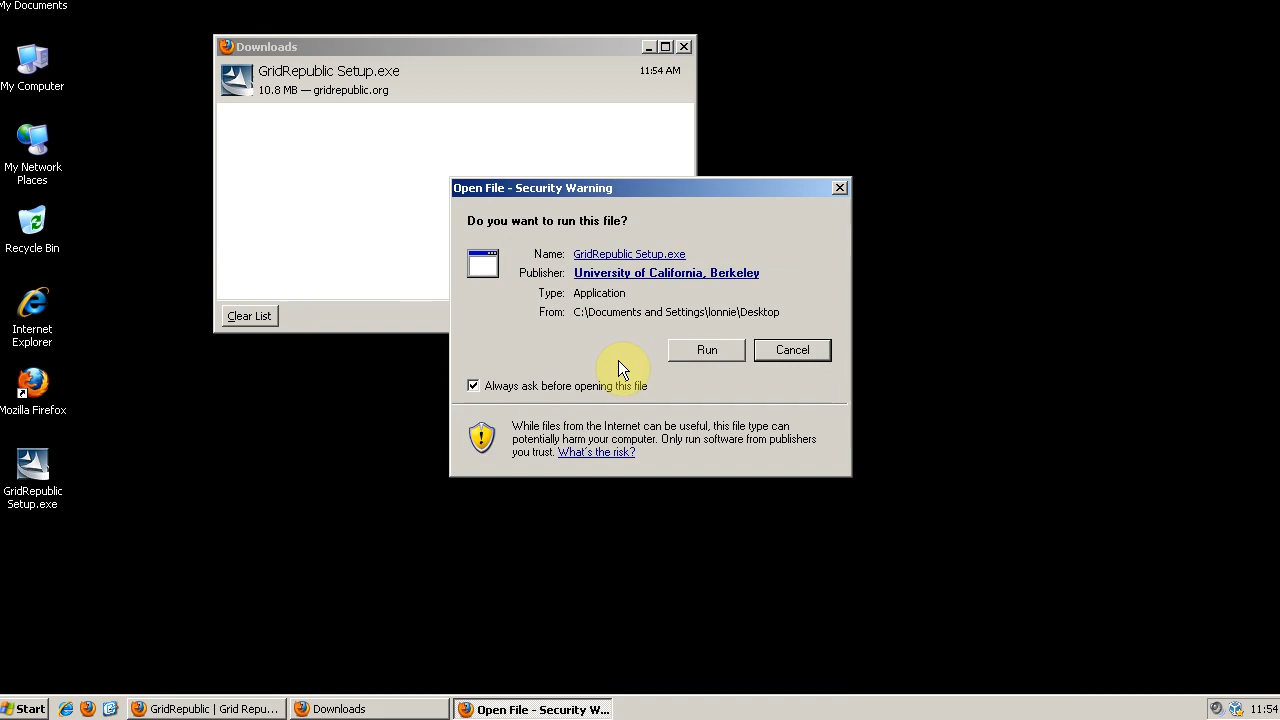 My Documents
My Computer
My Network
Places
Recycle Bin
Internet
Explorer
Mozilla Firefox
GridRepublic
Setup.exe
Downloads
GridRepublic Setup.exe
11:54 AM
10.8 MB — gridrepublic.org
Clear List
Open File - Security Warning
Do you want to run this file?
Name: GridRepublic Setup.exe
Publisher: University of California, Berkeley
Type: Application
From: C:\Documents and Settings\lonnie\Desktop
Run
Cancel
Always ask before opening this file
While files from the Internet can be useful, this file type can
potentially harm your computer. Only run software from publishers
you trust. What's the risk?
Start
GridRepublic | Grid Repu...
Downloads
Open File - Security W...
11:54